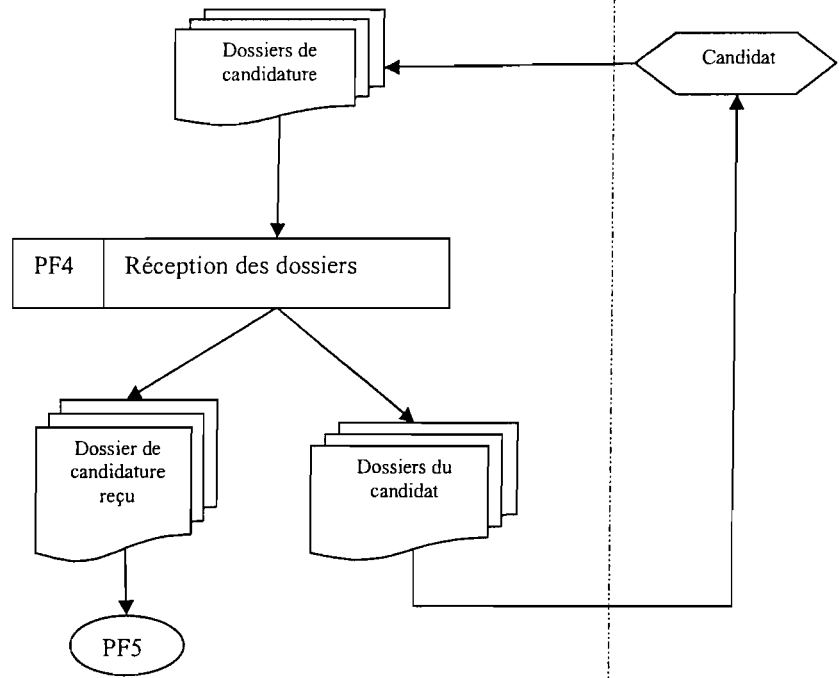 Dossiers de
candidature
Candidat
PF4 Réception des dossiers
Dossier de
candidature
reçu
Dossiers du
candidat
PF5